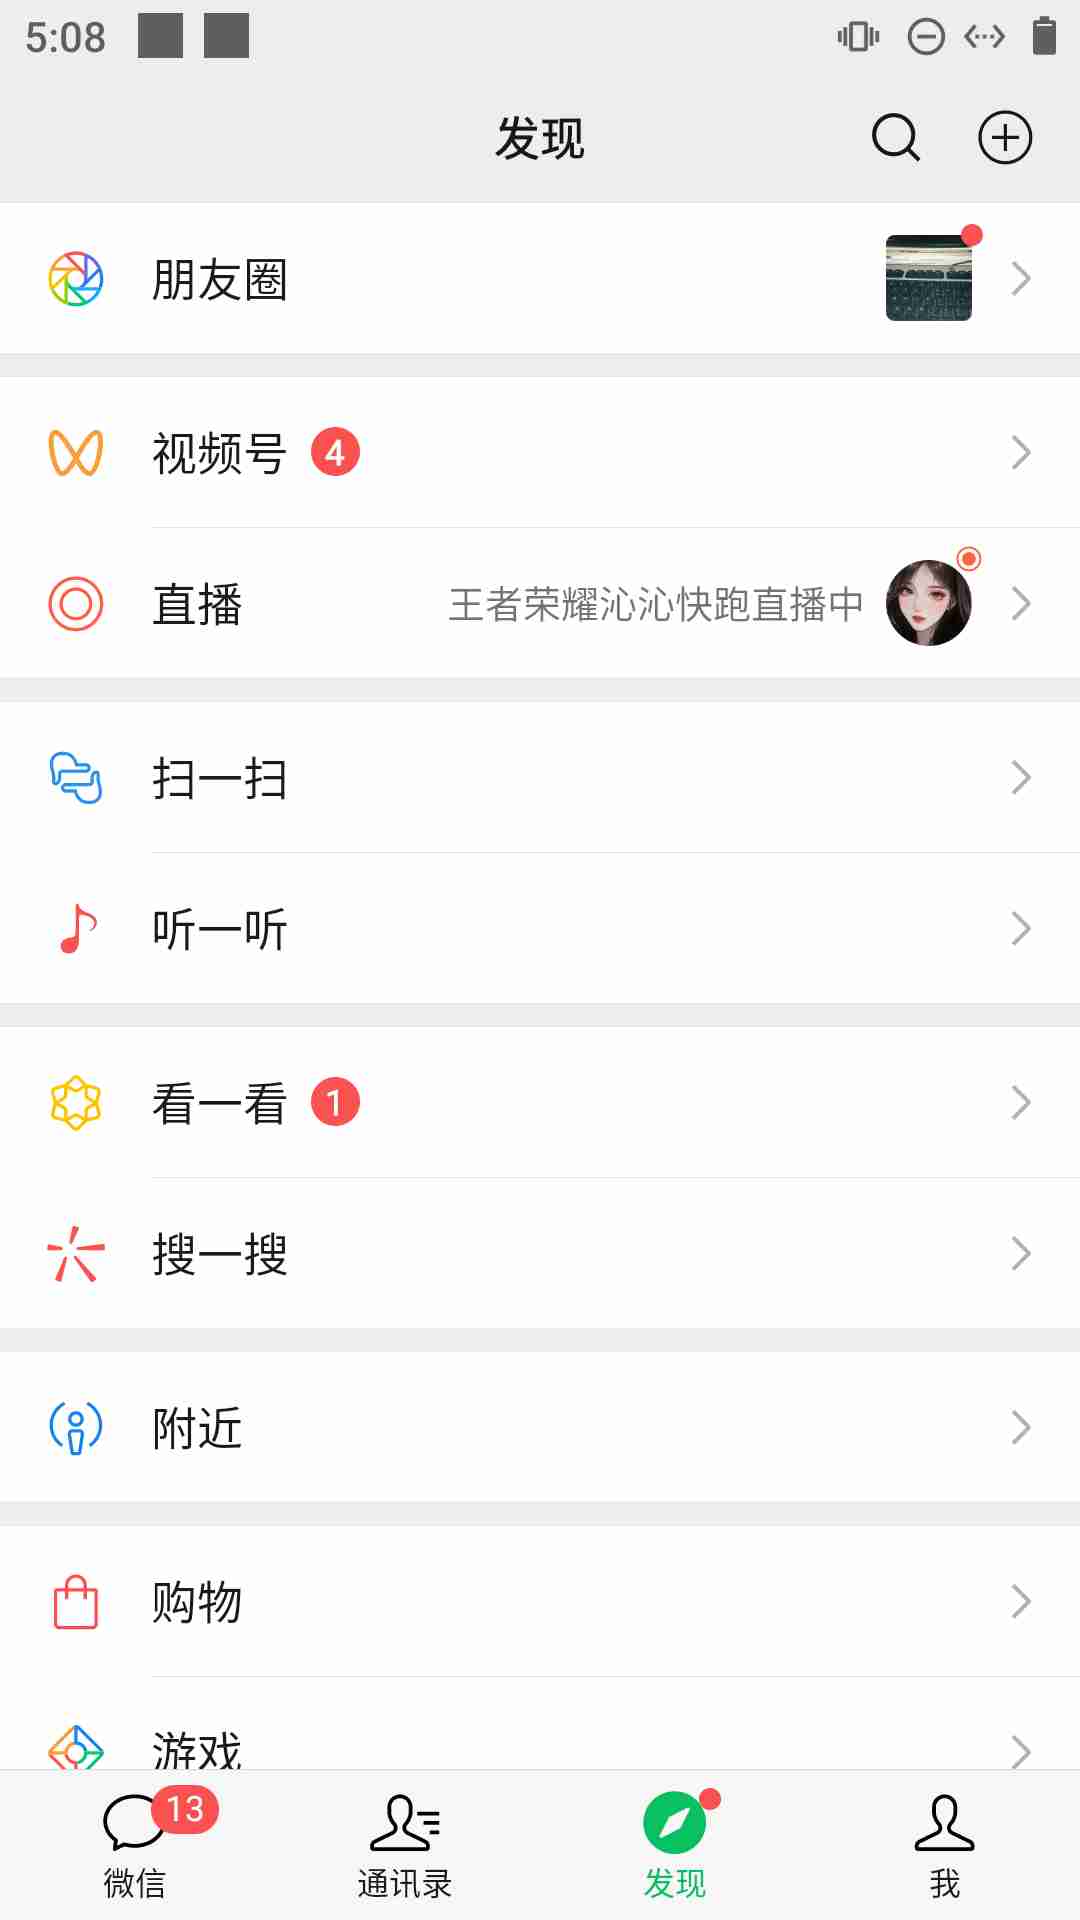 5:08
发现
朋友圈
视频号 4
直播 王者荣耀沁沁快跑直播中
扫一扫
听一听
看一看 1
搜一搜
附近
购物
游戏
13
微信 通讯录 发现 我